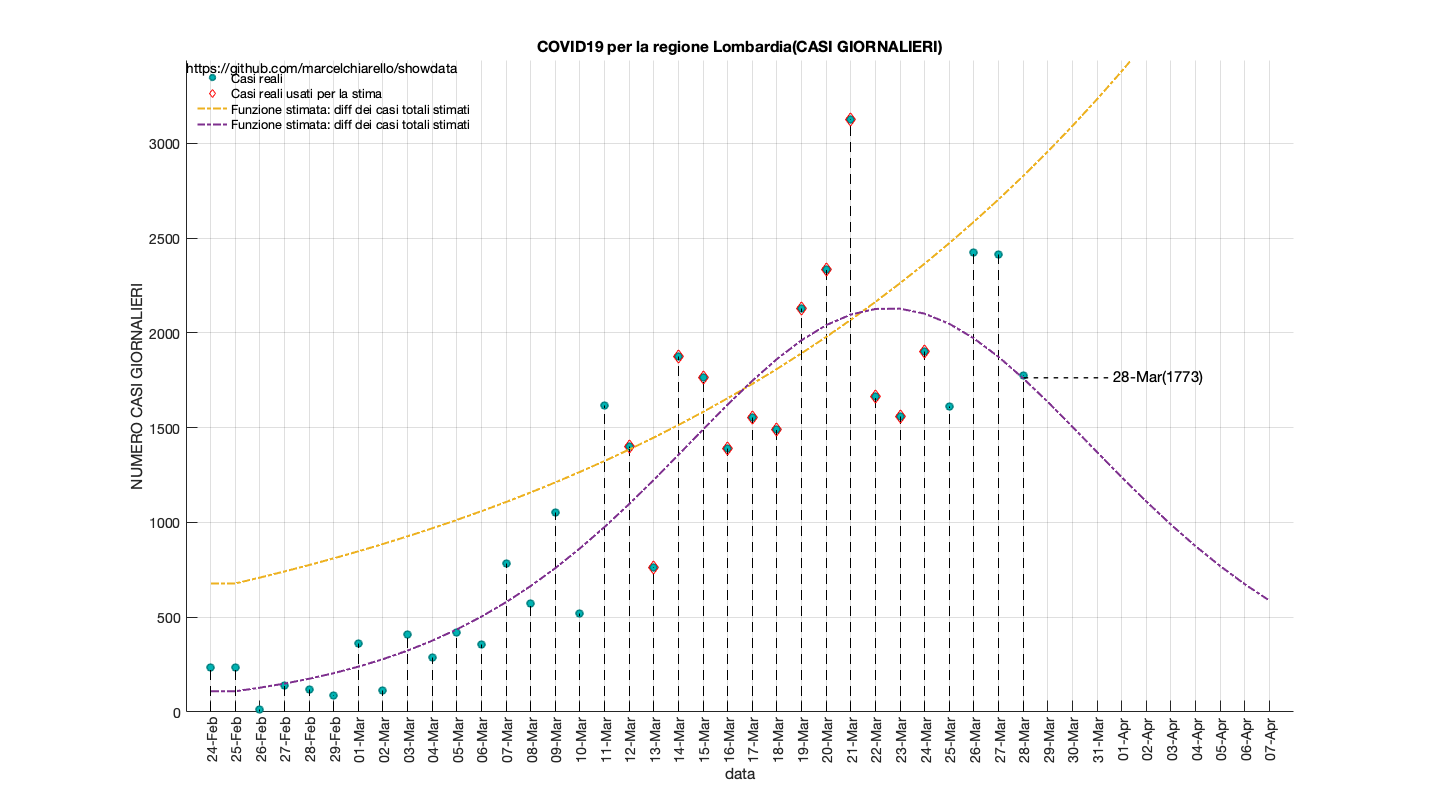 COVID19 per la regione Lombardia(CASI GIORNALIERI)
https://github.com/marcelchiarello/showdata
Casi reali
Casi reali usati per la stima
Funzione stimata: diff dei casi totali stimati
Funzione stimata: diff dei casi totali stimati
NUMERO CASI GIORNALIERI
3000
2500
2000
1500
1000
500
0
28-Mar(1773)
24-Feb
25-Feb
26-Feb
27-Feb
28-Feb
29-Feb
01-Mar
02-Mar
03-Mar
04-Mar
05-Mar
06-Mar
07-Mar
08-Mar
09-Mar
10-Mar
11-Mar
12-Mar
13-Mar
14-Mar
15-Mar
16-Mar
17-Mar
18-Mar
19-Mar
20-Mar
21-Mar
22-Mar
23-Mar
24-Mar
25-Mar
26-Mar
27-Mar
28-Mar
29-Mar
30-Mar
31-Mar
01-Apr
02-Apr
03-Apr
04-Apr
05-Apr
06-Apr
07-Apr
data